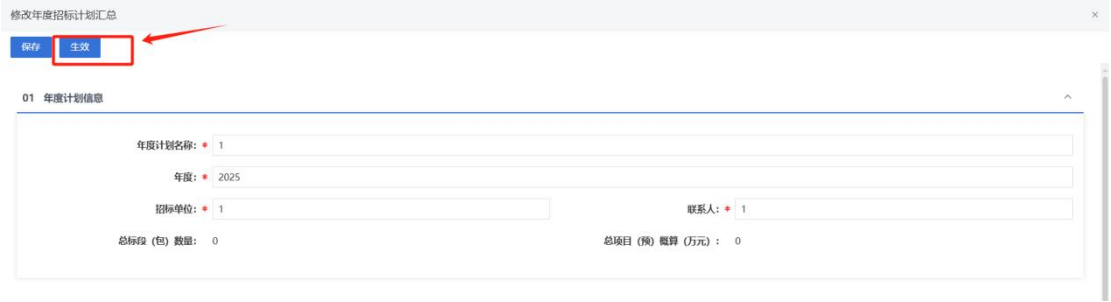 修改年度招标计划汇总 ×
保存 生效
01 年度计划信息
年度计划名称: * 1
年度: * 2025
招标单位: * 1 联系人: * 1
总标段（包）数量: 0 总项目（预）概算（万元）: 0